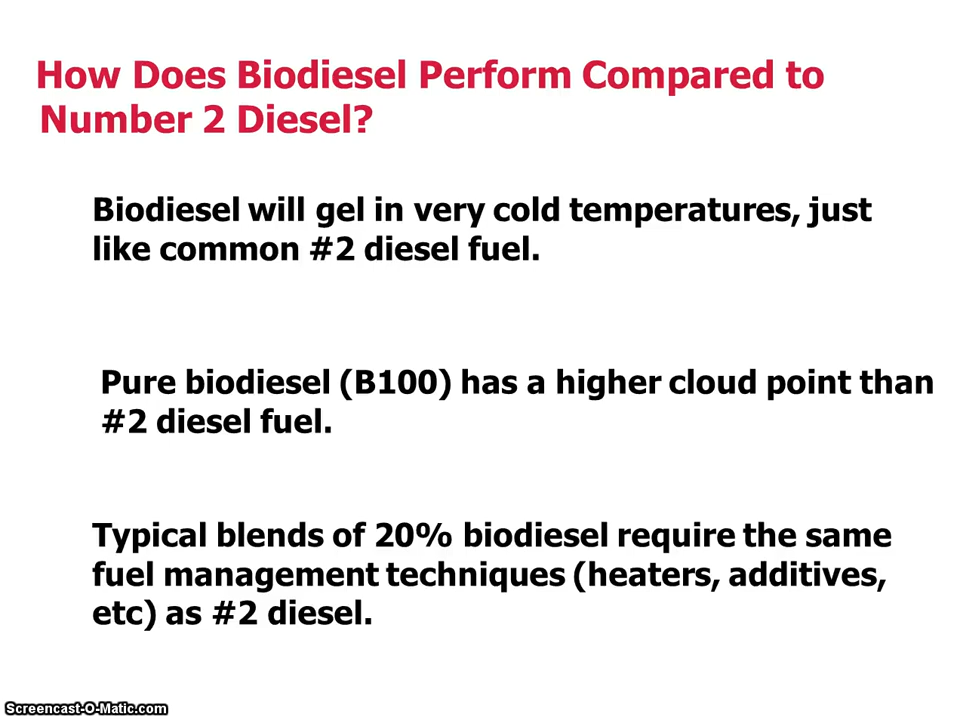 How Does Biodiesel Perform Compared to
Number 2 Diesel?
Biodiesel will gel in very cold temperatures, just
like common #2 diesel fuel.
Pure biodiesel (B100) has a higher cloud point than
#2 diesel fuel.
Typical blends of 20% biodiesel require the same
fuel management techniques (heaters, additives,
etc) as #2 diesel.
Screencast-O-Matic.com